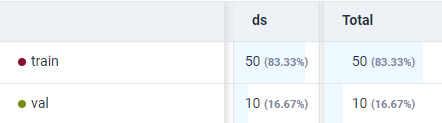 ds Total
train 50 (83.33%) 50 (83.33%)
val 10 (16.67%) 10 (16.67%)